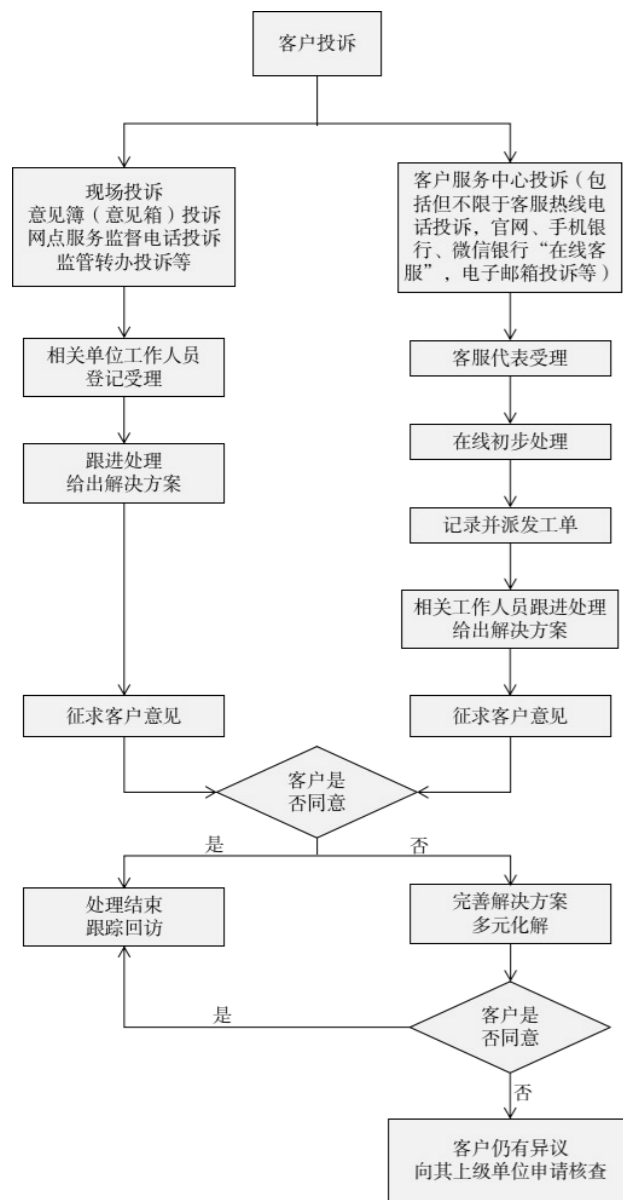 客户投诉
现场投诉
意见簿（意见箱）投诉
网点服务监督电话投诉
监管转办投诉等
客户服务中心投诉（包
括但不限于客服热线电
话投诉，官网、手机银
行、微信银行“在线客
服”，电子邮箱投诉等）
相关单位工作人员
登记受理
客服代表受理
在线初步处理
跟进处理
给出解决方案
记录并派发工单
相关工作人员跟进处理
给出解决方案
征求客户意见
征求客户意见
客户是
否同意
是
否
处理结束
跟踪回访
完善解决方案
多元化解
客户是
否同意
是
否
客户仍有异议
向其上级单位申请核查